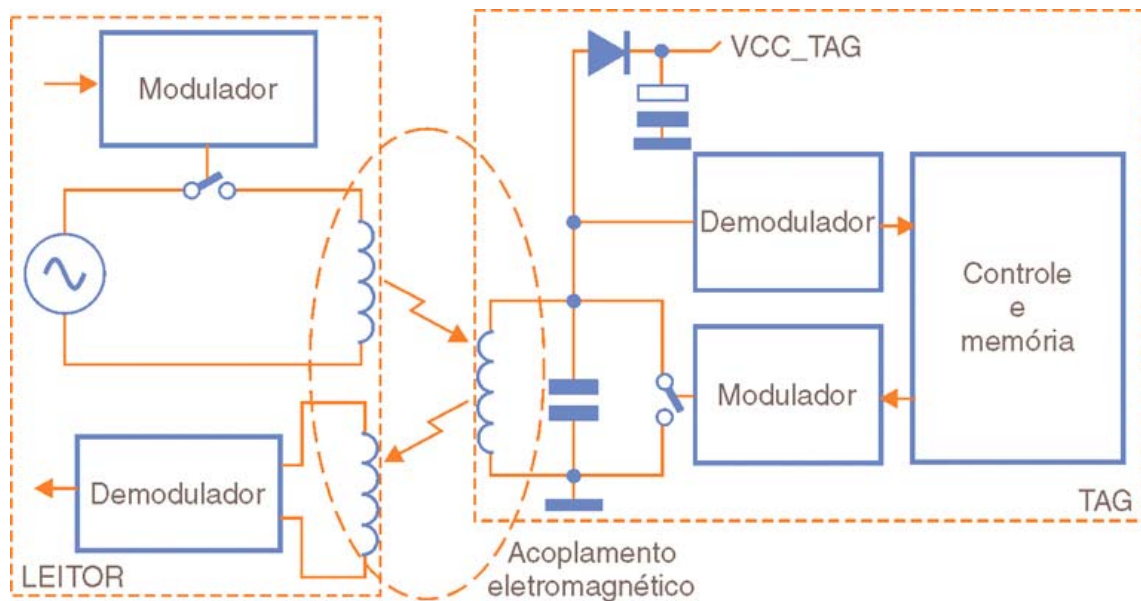 Modulador
VCC_TAG
Demodulador
Controle
e
memória
Modulador
Demodulador
LEITOR
Acoplamento
eletromagnético
TAG